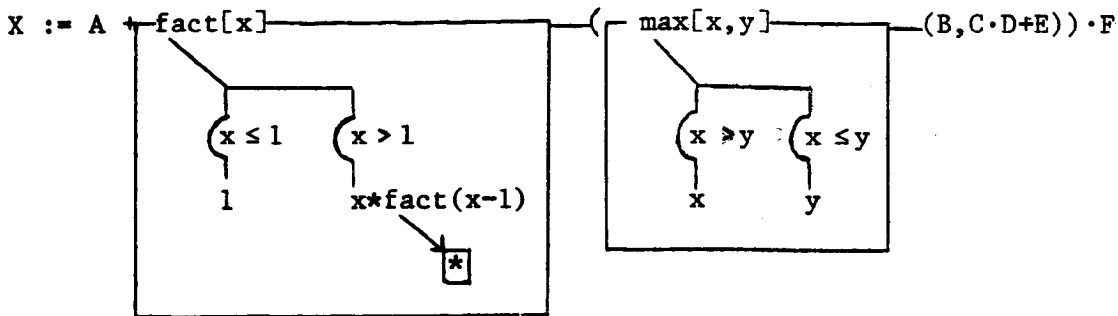 X := A + fact[x] ( max[x,y] (B,C·D+E))·F
x ≤ 1 x > 1 x ≥ y x ≤ y
1 x*fact(x-1) x y
*